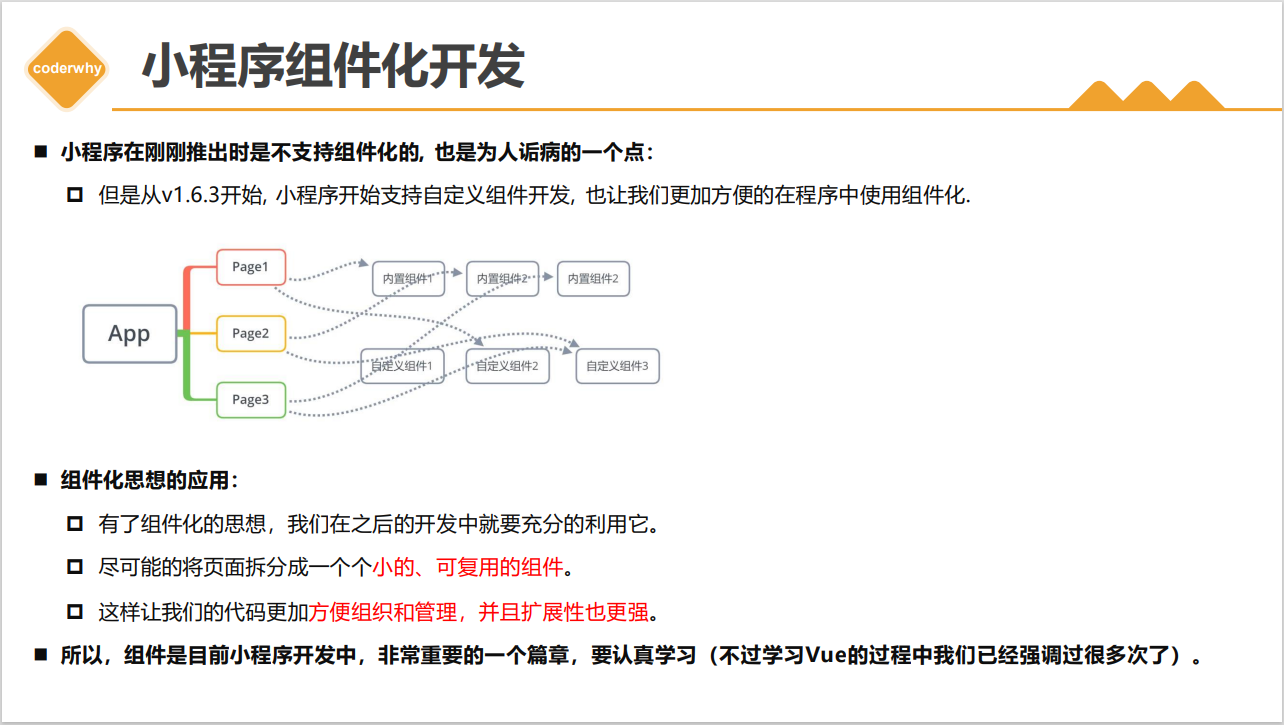 coderwhy
小程序组件化开发
小程序在刚刚推出时是不支持组件化的, 也是为人诟病的一个点：
但是从v1.6.3开始, 小程序开始支持自定义组件开发, 也让我们更加方便的在程序中使用组件化.
App
Page1
Page2
Page3
内置组件1
内置组件2
内置组件2
自定义组件1
自定义组件2
自定义组件3
组件化思想的应用：
有了组件化的思想，我们在之后的开发中就要充分的利用它。
尽可能的将页面拆分成一个个小的、可复用的组件。
这样让我们的代码更加方便组织和管理，并且扩展性也更强。
所以，组件是目前小程序开发中，非常重要的一个篇章，要认真学习（不过学习Vue的过程中我们已经强调过很多次了）。